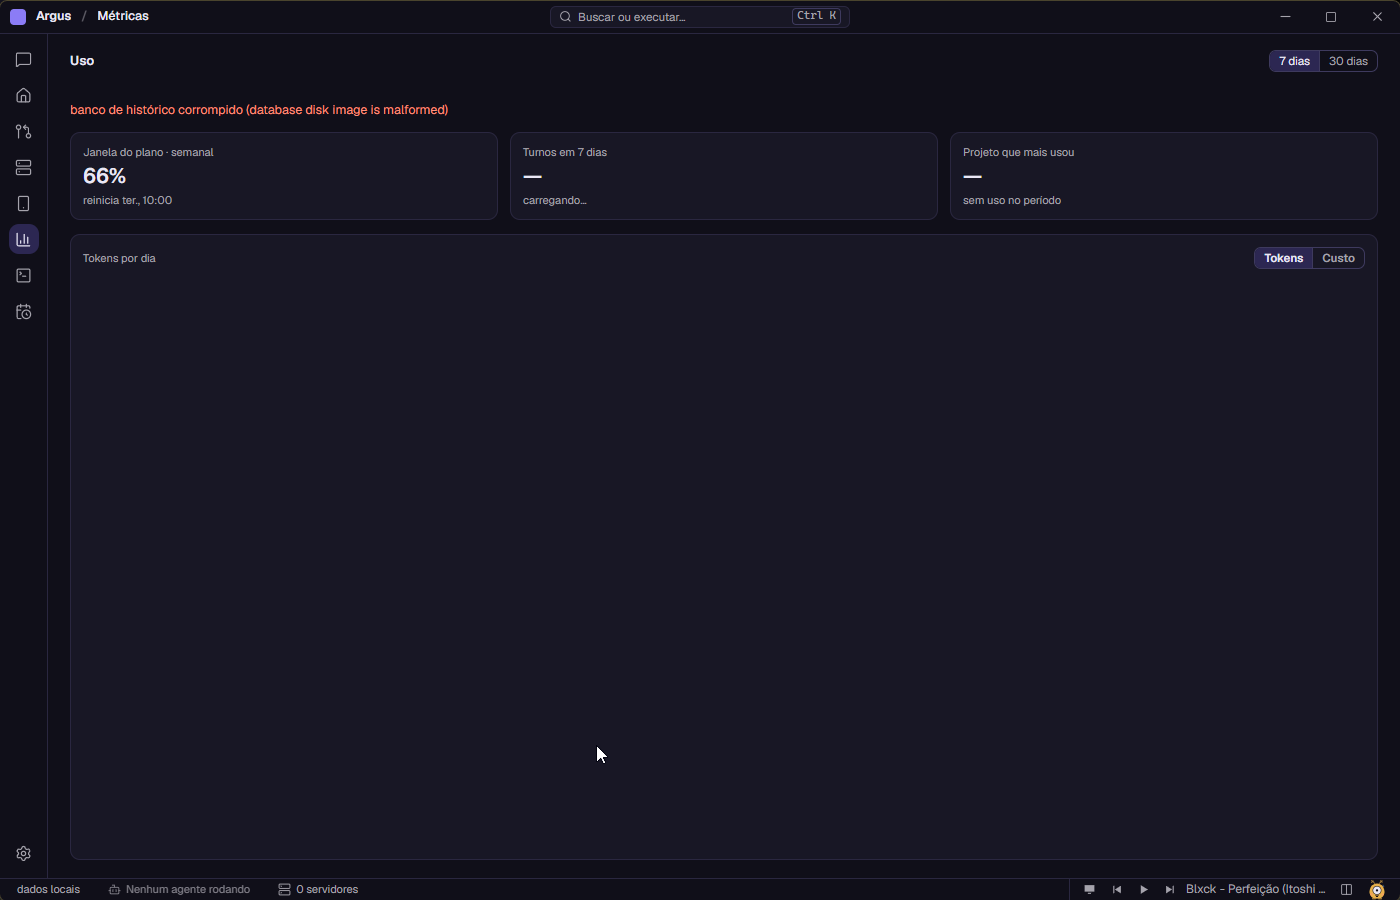 Argus / Métricas
Buscar ou executar... Ctrl K
Uso
7 dias 30 dias
banco de histórico corrompido (database disk image is malformed)
Janela do plano · semanal
66%
reinicia ter., 10:00
Turnos em 7 dias
—
carregando...
Projeto que mais usou
—
sem uso no período
Tokens por dia
Tokens Custo
dados locais
Nenhum agente rodando
0 servidores
Blxck - Perfeição (Itoshi ...